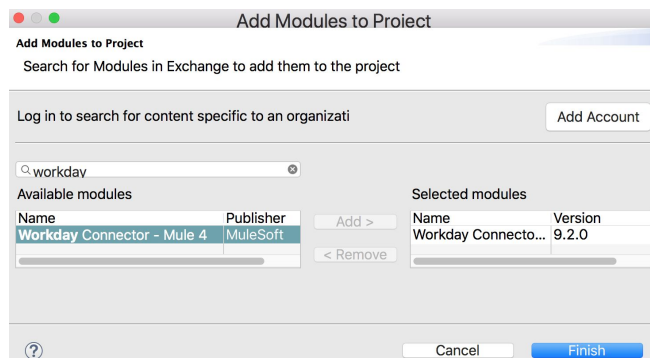 Add Modules to Project
Add Modules to Project
Search for Modules in Exchange to add them to the project
Log in to search for content specific to an organizati
Add Account
workday
Available modules
Selected modules
Name Publisher
Add >
Name Version
Workday Connector - Mule 4 MuleSoft
Workday Connecto... 9.2.0
< Remove
?
Cancel
Finish